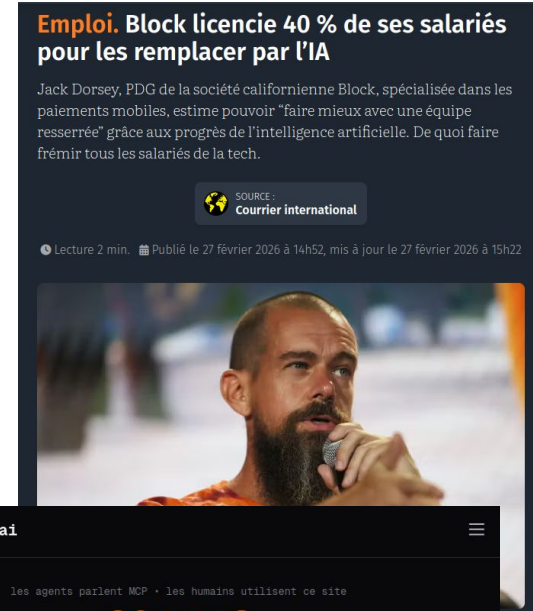 Emploi. Block licencie 40 % de ses salariés
pour les remplacer par l’IA
Jack Dorsey, PDG de la société californienne Block, spécialisée dans les
paiements mobiles, estime pouvoir “faire mieux avec une équipe
resserrée” grâce aux progrès de l’intelligence artificielle. De quoi faire
frémir tous les salariés de la tech.
SOURCE :
Courrier international
Lecture 2 min. Publié le 27 février 2026 à 14h52, mis à jour le 27 février 2026 à 15h22
ai
les agents parlent MCP • les humains utilisent ce site